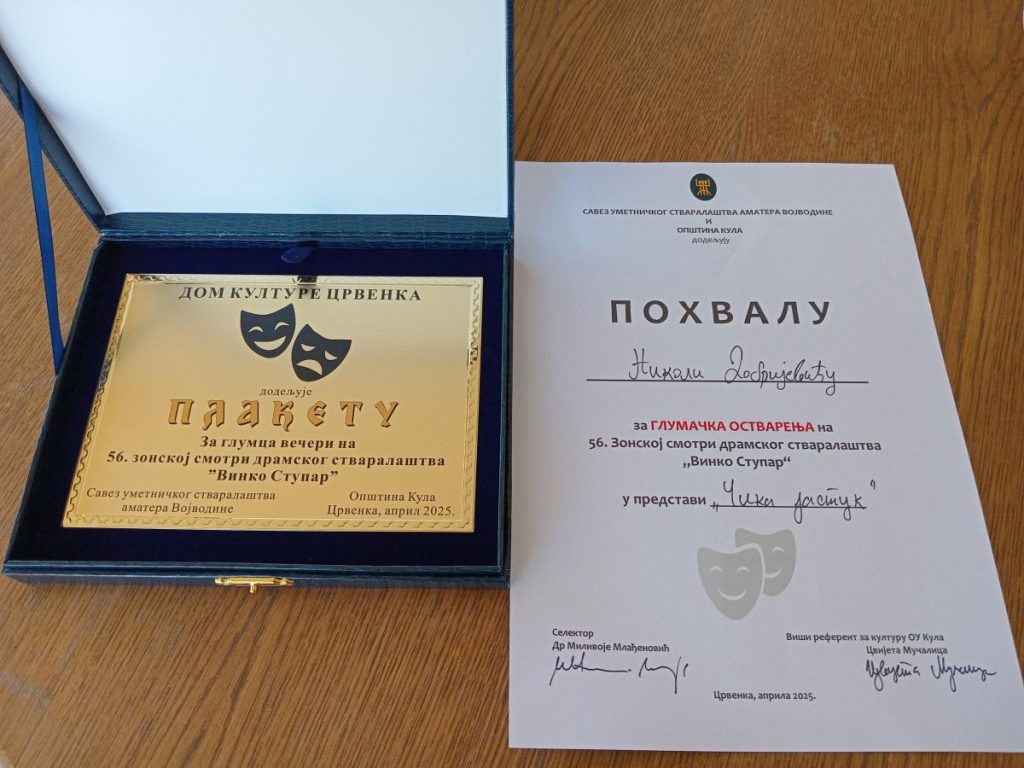 ДОМ КУЛТУРЕ ЦРВЕНКА
додељује
ПЛАКЕТУ
За глумца вечери на
56. зонској смотри драмског стваралаштва
”Винко Ступар”
Савез уметничког стваралаштва
аматера Војводине
Општина Кула
Црвенка, април 2025.
САВЕЗ УМЕТНИЧКОГ СТВАРАЛАШТВА АМАТЕРА ВОЈВОДИНЕ
И
ОПШТИНА КУЛА
додељују
ПОХВАЛУ
Николи
за ГЛУМАЧКА ОСТВАРЕЊА на
56. Зонској смотри драмског стваралаштва
„Винко Ступар“
у представи „Чика јастук“
Селектор
Др Миливоје Млађеновић
Виши референт за културу ОУ Кула
Цвијета Мучалица
Цвијета Мучалица
Црвенка, априла 2025.